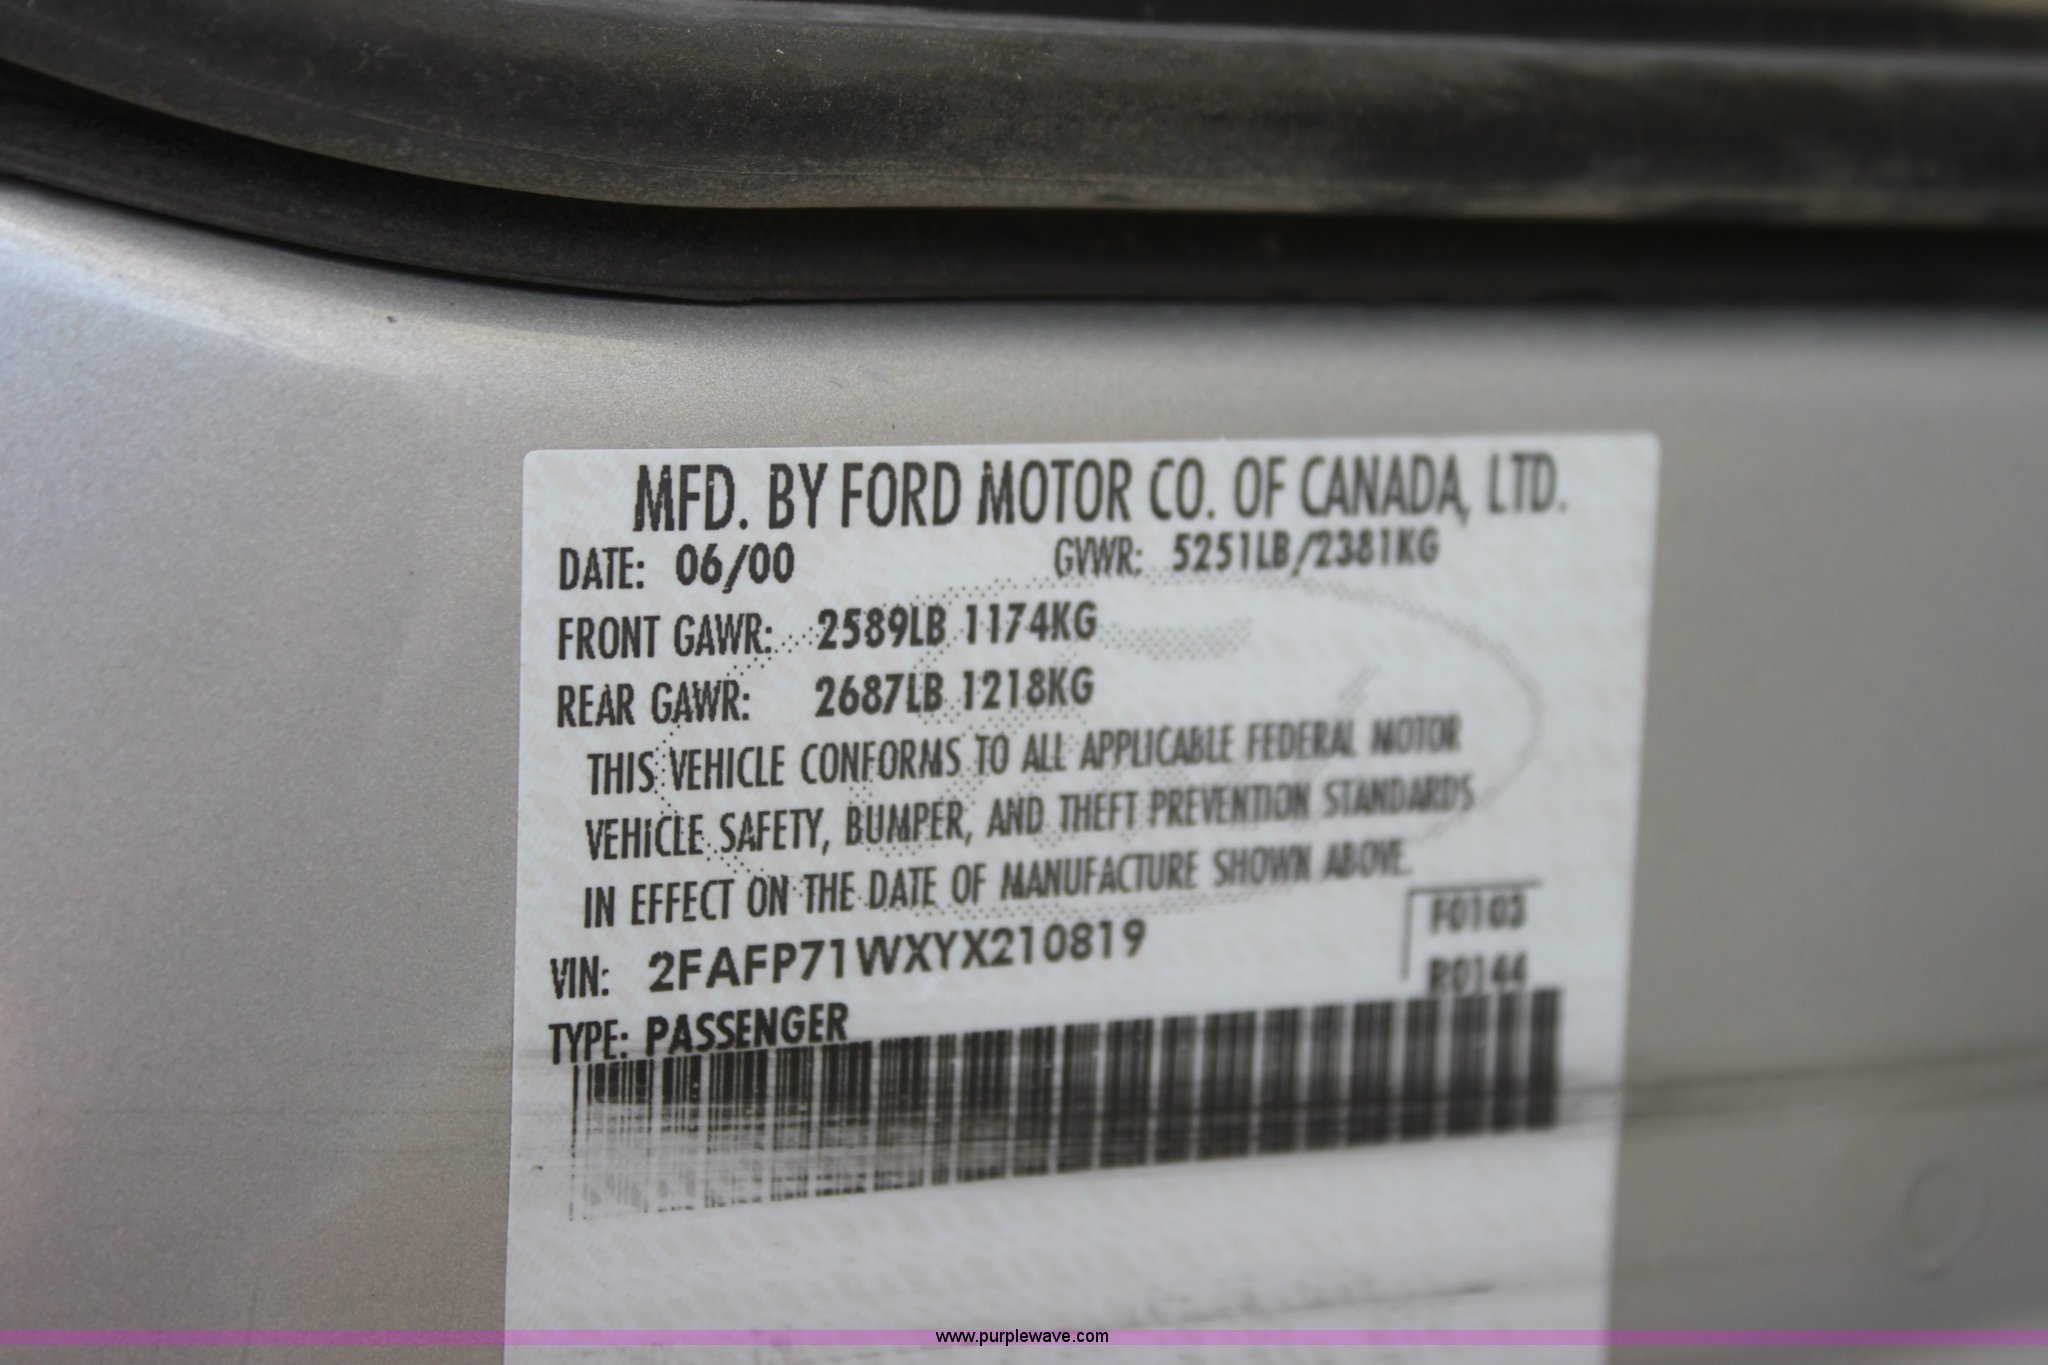 MFD. BY FORD MOTOR CO. OF CANADA, LTD.
DATE: 06/00 GVWR: 5251LB/2381KG
FRONT GAWR: 2589LB 1174KG
REAR GAWR: 2687LB 1218KG
THIS VEHICLE CONFORMS TO ALL APPLICABLE FEDERAL MOTOR
VEHICLE SAFETY, BUMPER, AND THEFT PREVENTION STANDARDS
IN EFFECT ON THE DATE OF MANUFACTURE SHOWN ABOVE.
F0103
VIN: 2FAFP71WXYX210819
R0144
TYPE: PASSENGER
www.purplewave.com